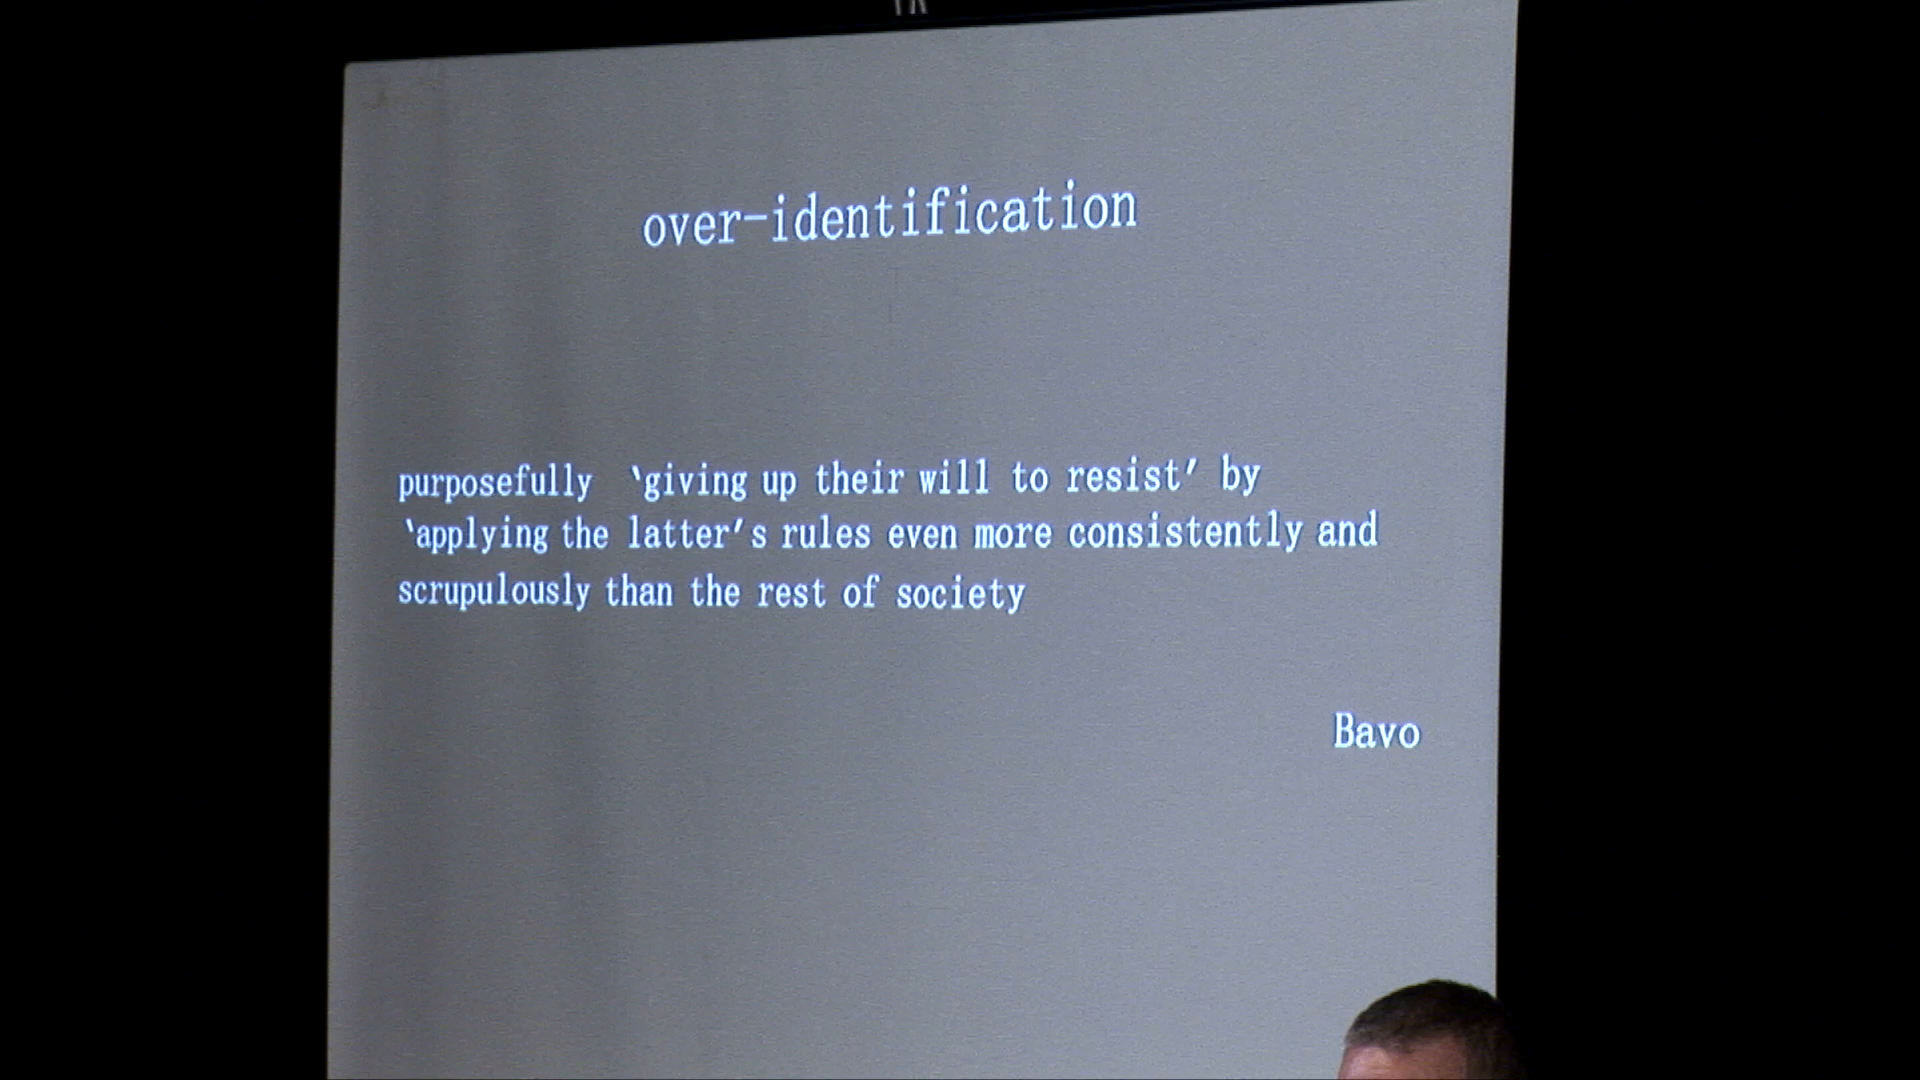 over-identification
purposefully ‘giving up their will to resist’ by
‘applying the latter’s rules even more consistently and
scrupulously than the rest of society
Bavo